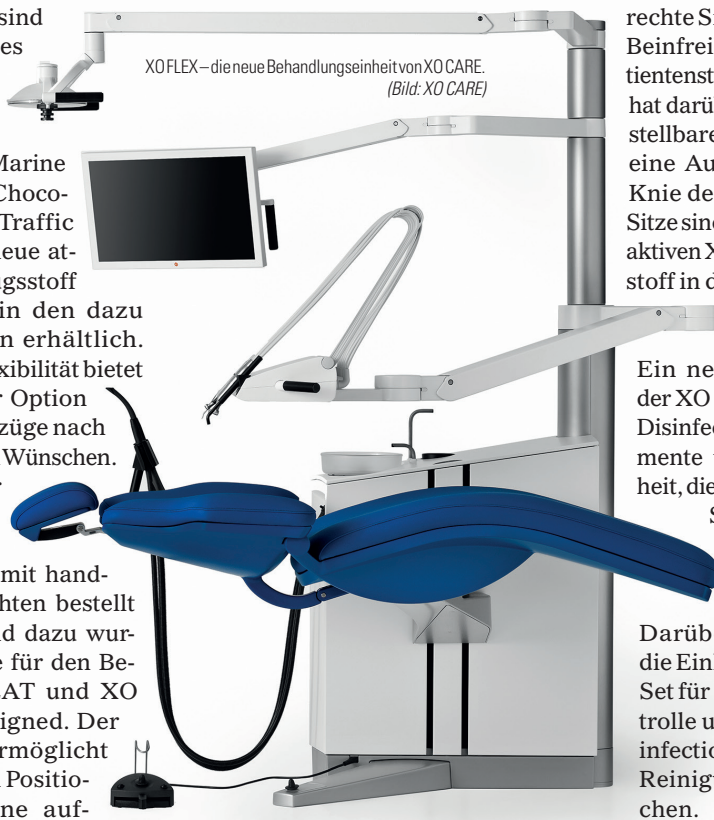 sind
es
Marine
Choco-
Traffic
neue at-
gsstoff
in den dazu
n erhältlich.
xibilität bietet
r Option
züge nach
Wünschen.
mit hand-
chten bestellt
d dazu wur-
e für den Be-
AT und XO
igned. Der
rmöglicht
Positio-
ne auf-
XO FLEX – die neue Behandlungseinheit von XO CARE.
(Bild: XO CARE)
rechte S
Beinfrei
tientenst
hat darü
stellbare
eine Au
Knie de
Sitze sind
aktiven X
stoff in d
Ein ne
der XO
Disinfec
mente
heit, die
S
Darüb
die Einl
Set für
trolle u
infection
Reinig
chen.